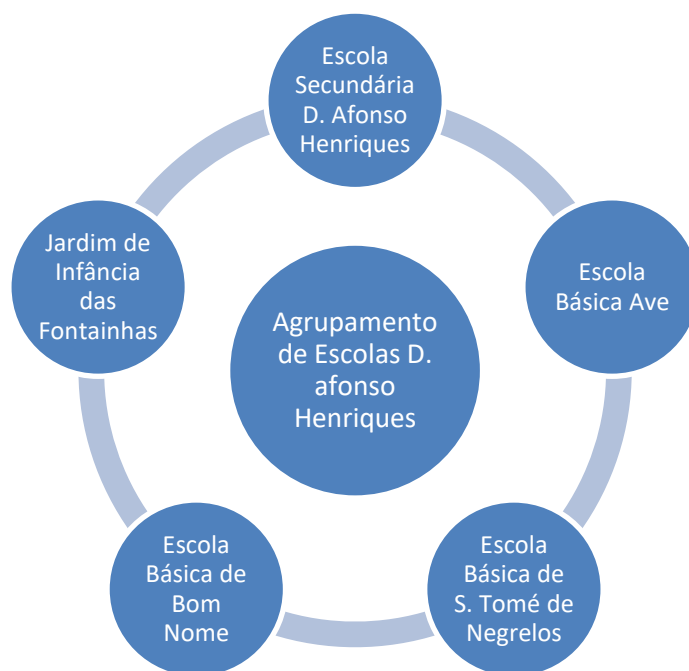 Escola
Secundária
D. Afonso
Henriques
Jardim de
Infância
das
Fontainhas
Escola
Básica Ave
Agrupamento
de Escolas D.
afonso
Henriques
Escola
Básica de
Bom
Nome
Escola
Básica de
S. Tomé de
Negrelos